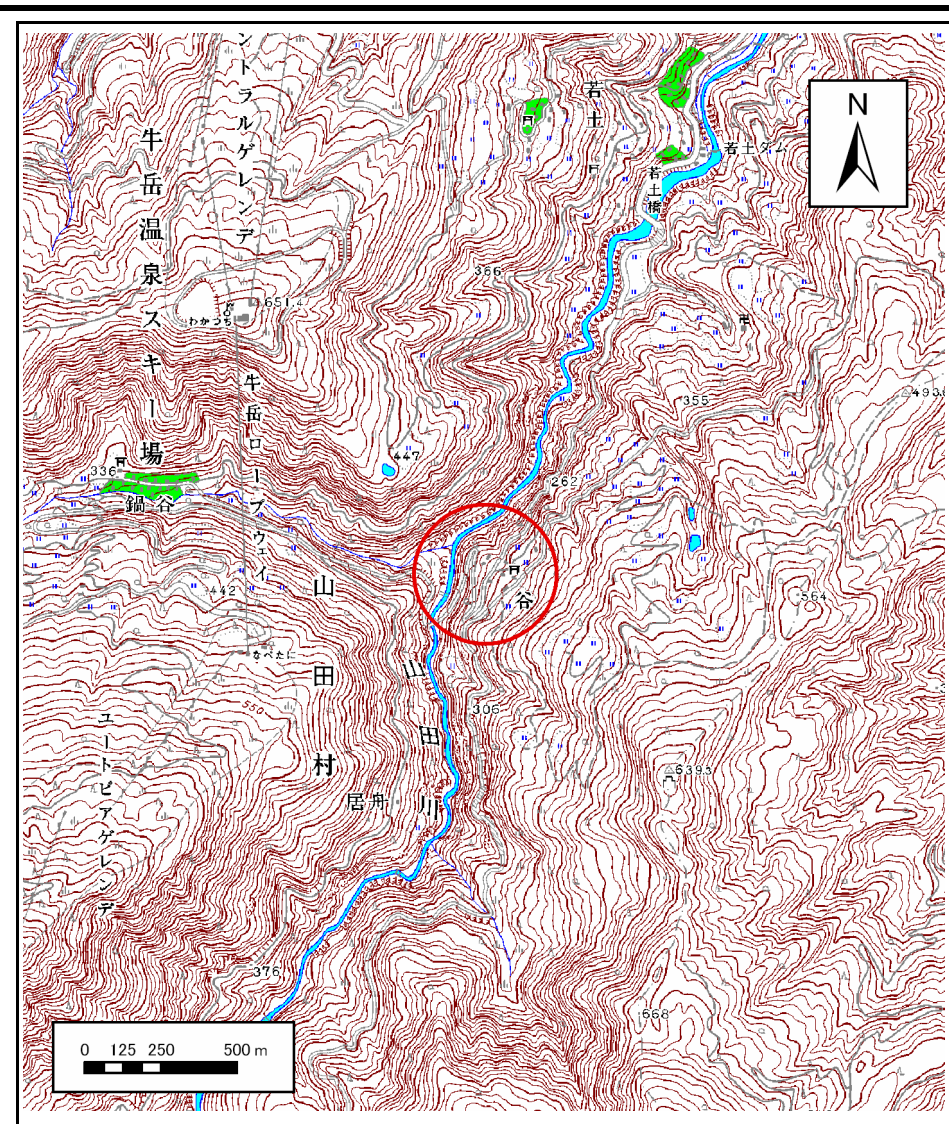 セントラルゲレンデ
牛岳温泉スキー場
若土
若土ダム
若土橋
N
366
651.4
わかつち
牛岳ロープウェイ
355
447
336
鍋谷
262
谷
442
山田村
564
なべたに
550
山田川
306
ユートピアゲレンデ
639.3
居舟
376
668
0 125 250 500 m